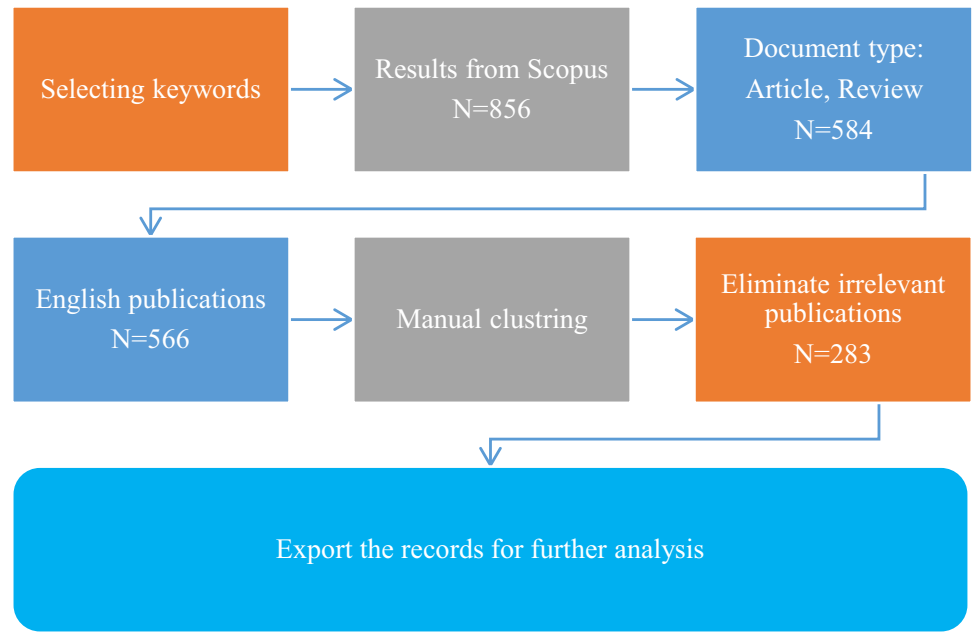 Selecting keywords
Results from Scopus
N=856
Document type:
Article, Review
N=584
English publications
N=566
Manual clustring
Eliminate irrelevant
publications
N=283
Export the records for further analysis